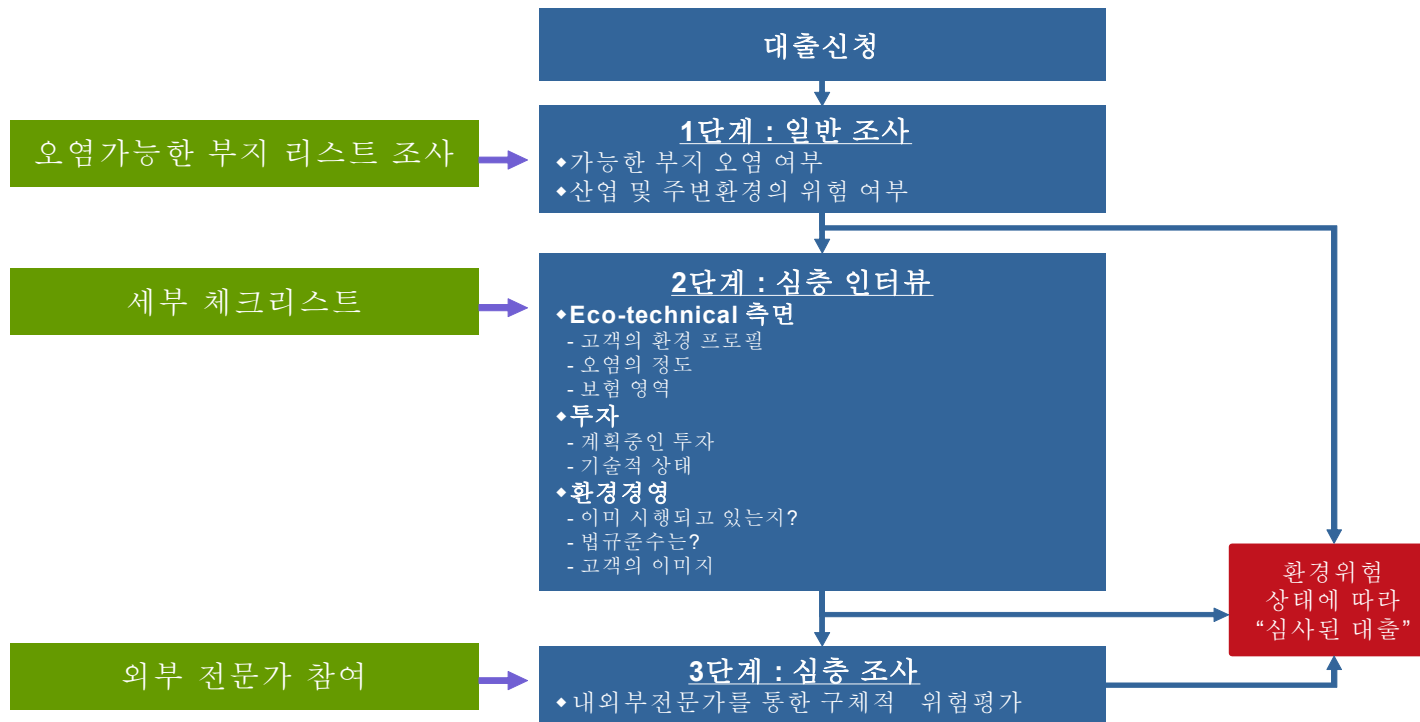 대출신청
오염가능한 부지 리스트 조사
1단계 : 일반 조사
◆가능한 부지 오염 여부
◆산업 및 주변환경의 위험 여부
세부 체크리스트
2단계 : 심층 인터뷰
◆Eco-technical 측면
- 고객의 환경 프로필
- 오염의 정도
- 보험 영역
◆투자
- 계획중인 투자
- 기술적 상태
◆환경경영
- 이미 시행되고 있는지?
- 법규준수는?
- 고객의 이미지
환경위험
상태에 따라
“심사된 대출”
외부 전문가 참여
3단계 : 심층 조사
◆내외부전문가를 통한 구체적 위험평가